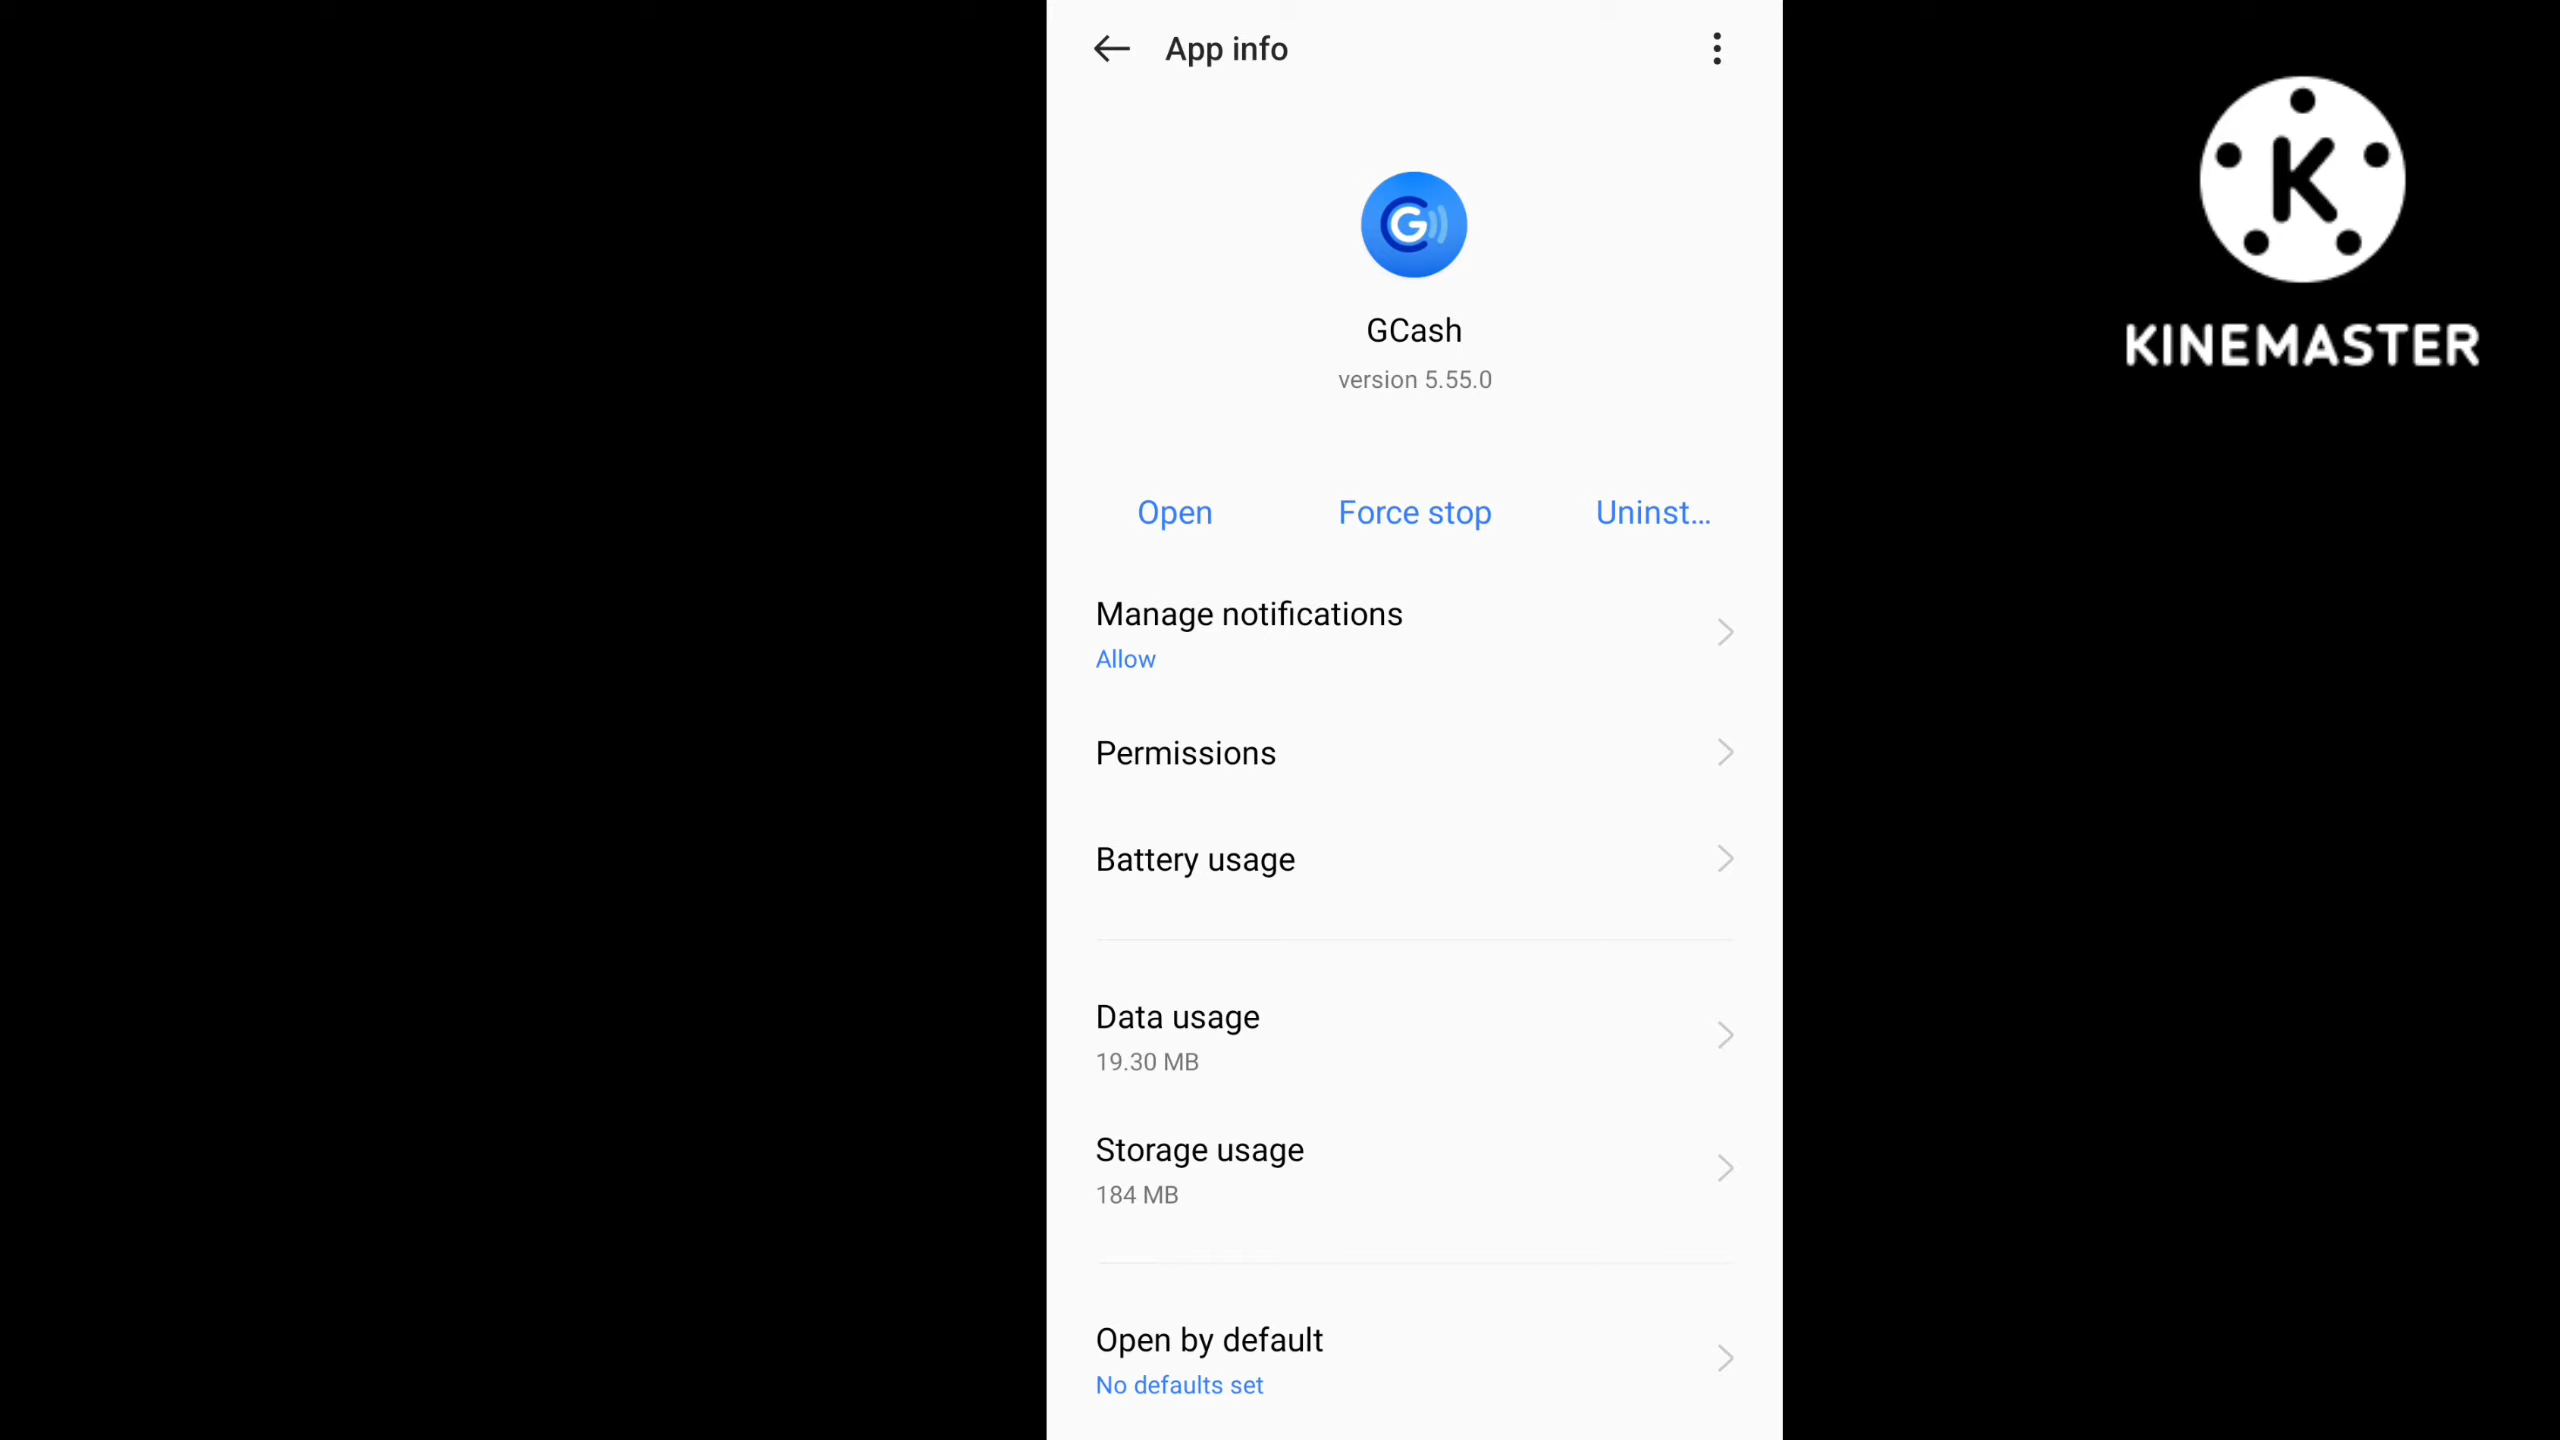 App info
K
KINEMASTER
G
GCash
version 5.55.0
Open
Force stop
Uninst...
Manage notifications
Allow
Permissions
Battery usage
Data usage
19.30 MB
Storage usage
184 MB
Open by default
No defaults set